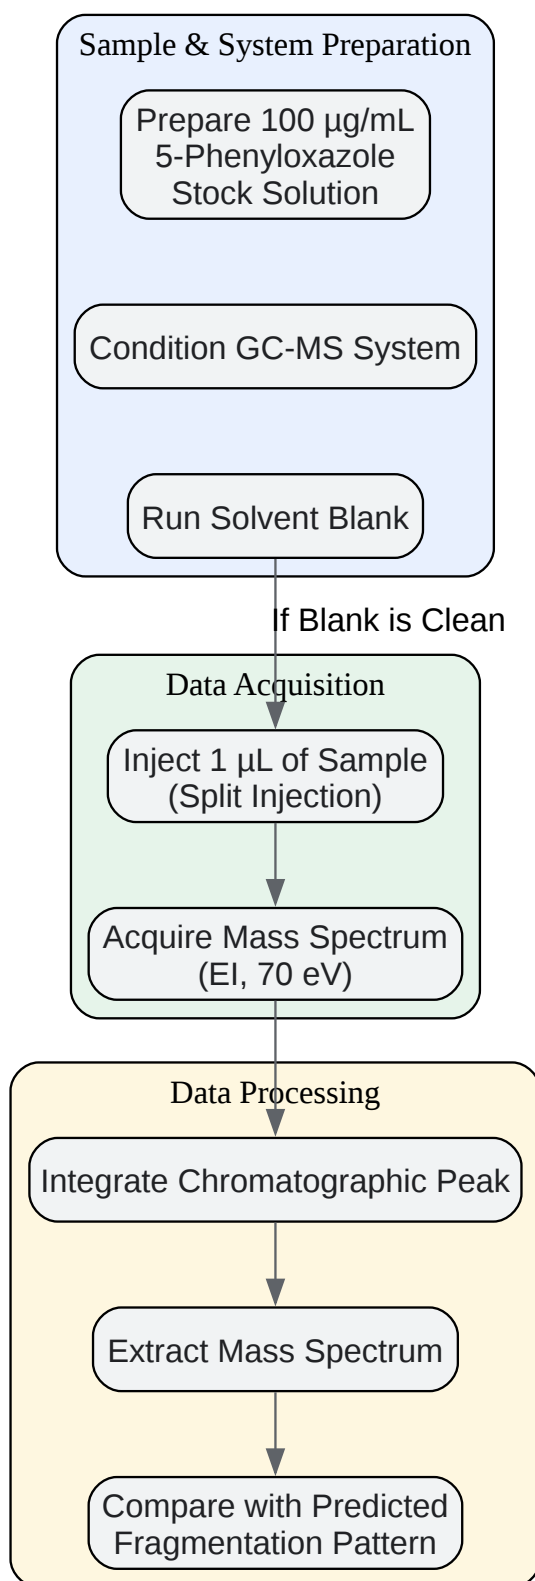 Sample & System Preparation
Prepare 100 µg/mL
5-Phenyloxazole
Stock Solution
Condition GC-MS System
Run Solvent Blank
If Blank is Clean
Data Acquisition
Inject 1 µL of Sample
(Split Injection)
Acquire Mass Spectrum
(EI, 70 eV)
Data Processing
Integrate Chromatographic Peak
Extract Mass Spectrum
Compare with Predicted
Fragmentation Pattern